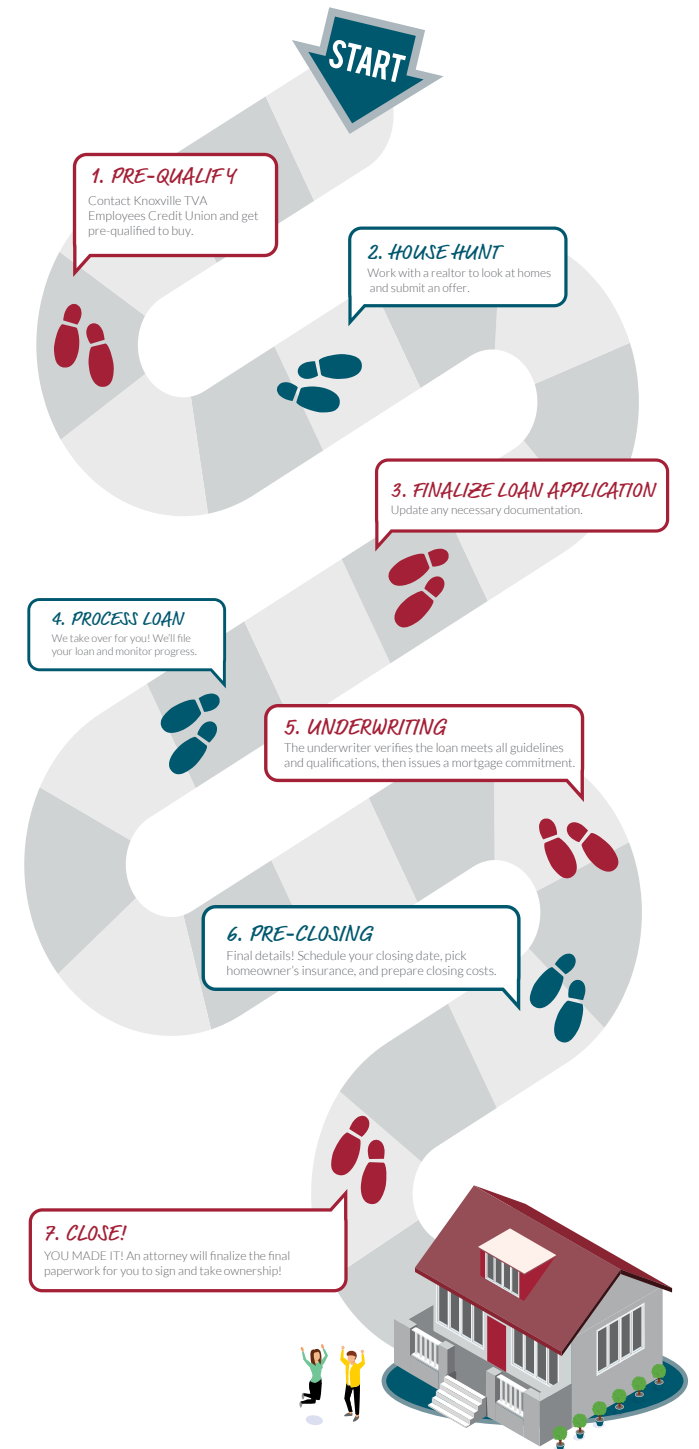 START
1. PRE-QUALIFY
Contact Knoxville TVA
Employees Credit Union and get
pre-qualified to buy.
2. HOUSE HUNT
Work with a realtor to look at homes
and submit an offer.
3. FINALIZE LOAN APPLICATION
Update any necessary documentation.
4. PROCESS LOAN
We take over for you! We'll file
your loan and monitor progress.
5. UNDERWRITING
The underwriter verifies the loan meets all guidelines
and qualifications, then issues a mortgage commitment.
6. PRE-CLOSING
Final details! Schedule your closing date, pick
homeowner's insurance, and prepare closing costs.
7. CLOSE!
YOU MADE IT! An attorney will finalize the final
paperwork for you to sign and take ownership!